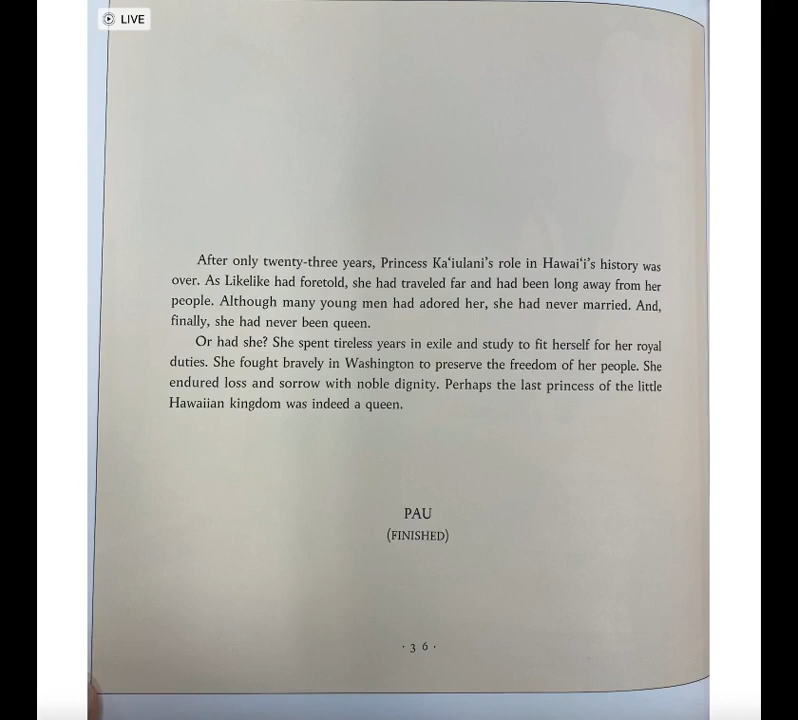 LIVE
After only twenty-three years, Princess Kaʻiulani's role in Hawaiʻi's history was
over. As Likelike had foretold, she had traveled far and had been long away from her
people. Although many young men had adored her, she had never married. And,
finally, she had never been queen.
Or had she? She spent tireless years in exile and study to fit herself for her royal
duties. She fought bravely in Washington to preserve the freedom of her people. She
endured loss and sorrow with noble dignity. Perhaps the last princess of the little
Hawaiian kingdom was indeed a queen.
PAU
(FINISHED)
· 3 6 ·